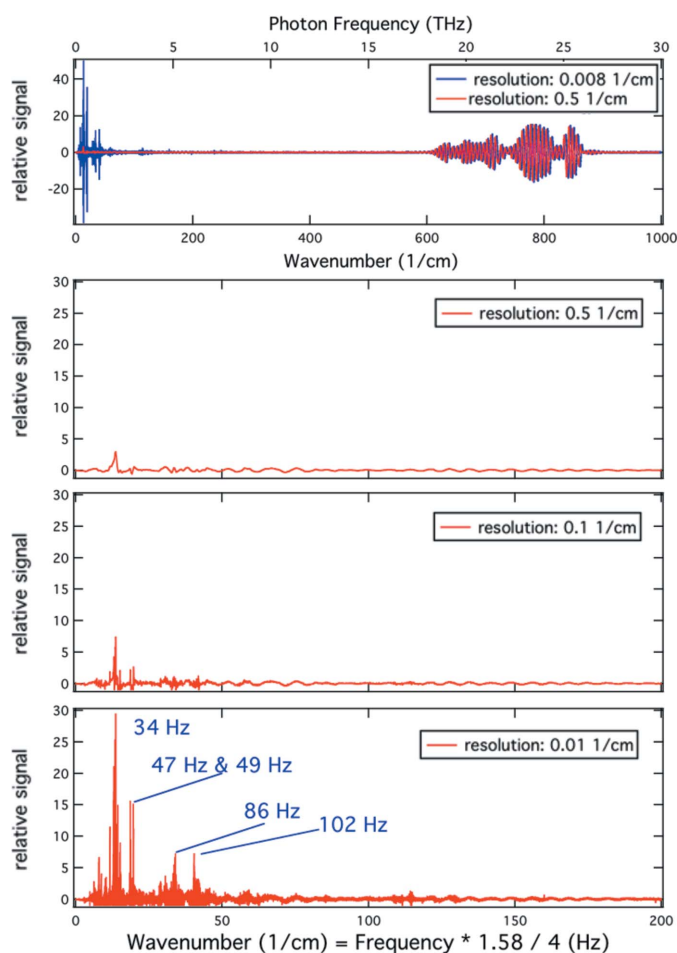 Photon Frequency (THz)
0 5 10 15 20 25 30
relative signal
40
20
0
-20
resolution: 0.008 1/cm
resolution: 0.5 1/cm
0 200 400 600 800 1000
Wavenumber (1/cm)
relative signal
30
25
20
15
10
5
0
resolution: 0.5 1/cm
relative signal
30
25
20
15
10
5
0
resolution: 0.1 1/cm
relative signal
30
25
20
15
10
5
0
resolution: 0.01 1/cm
34 Hz
47 Hz & 49 Hz
86 Hz
102 Hz
0 50 100 150 200
Wavenumber (1/cm) = Frequency * 1.58 / 4 (Hz)